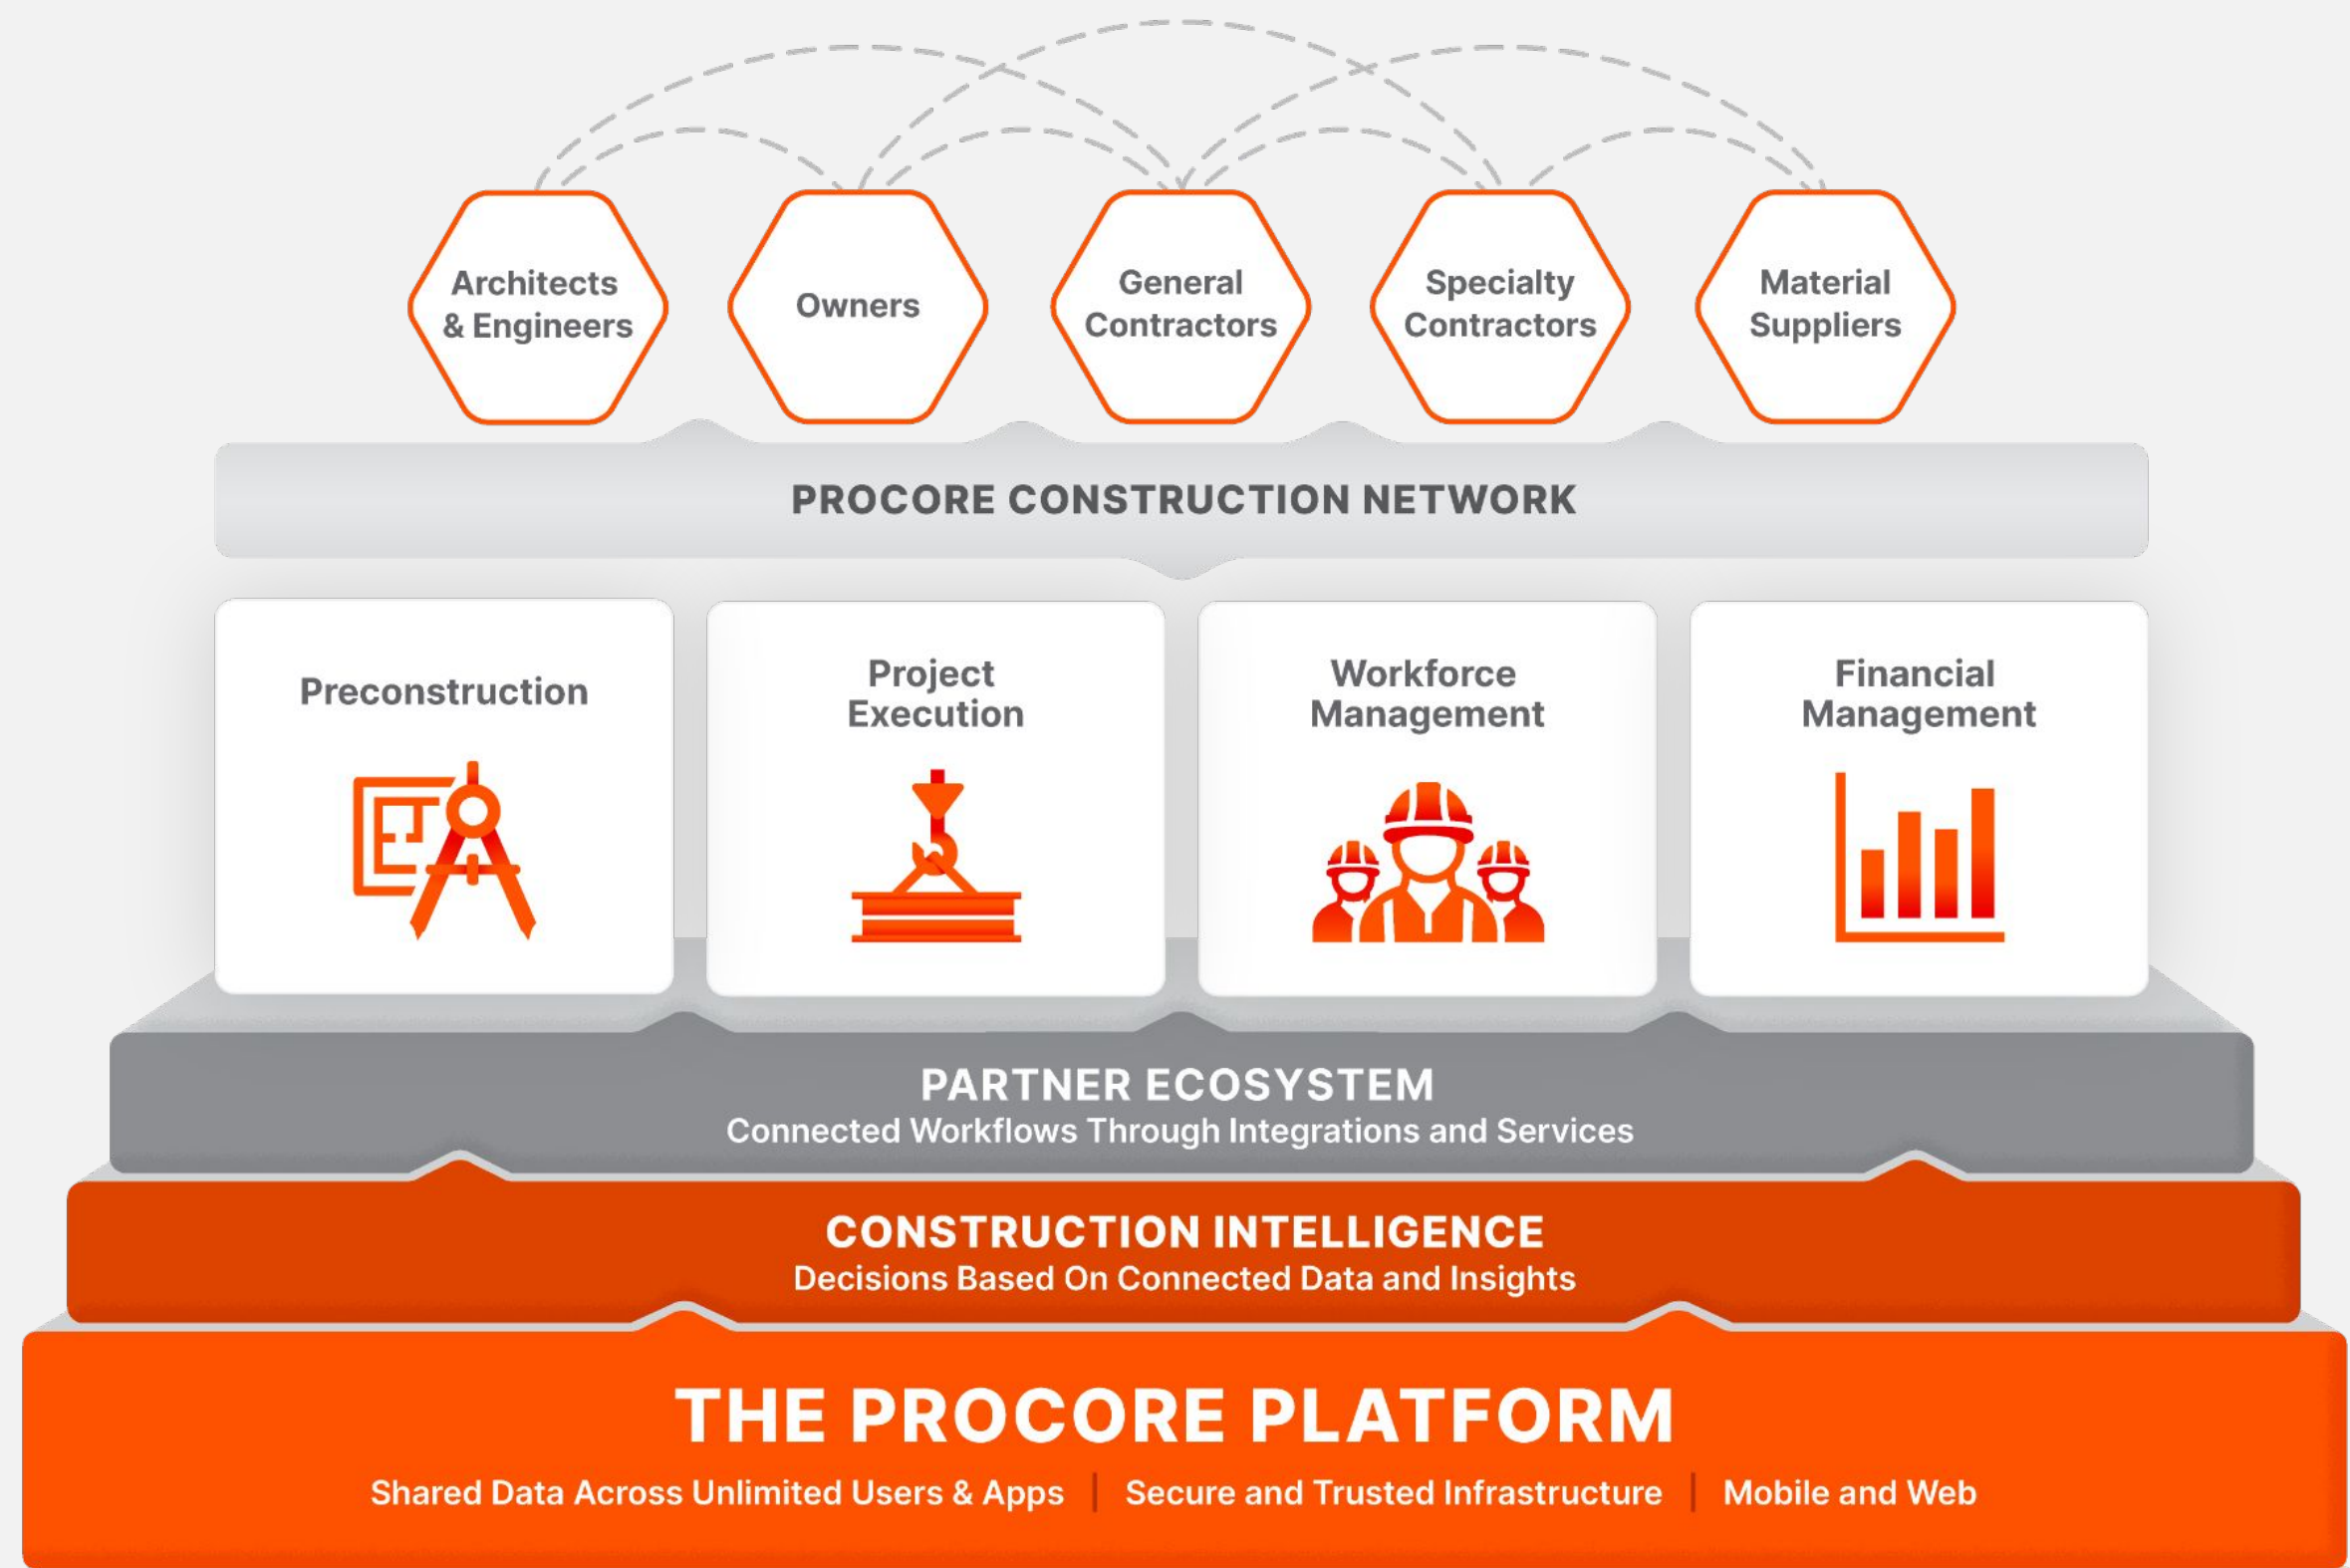 Architects
& Engineers
Owners
General
Contractors
Specialty
Contractors
Material
Suppliers
PROCORE CONSTRUCTION NETWORK
Preconstruction
Project
Execution
Workforce
Management
Financial
Management
PARTNER ECOSYSTEM
Connected Workflows Through Integrations and Services
CONSTRUCTION INTELLIGENCE
Decisions Based On Connected Data and Insights
THE PROCORE PLATFORM
Shared Data Across Unlimited Users & Apps | Secure and Trusted Infrastructure | Mobile and Web